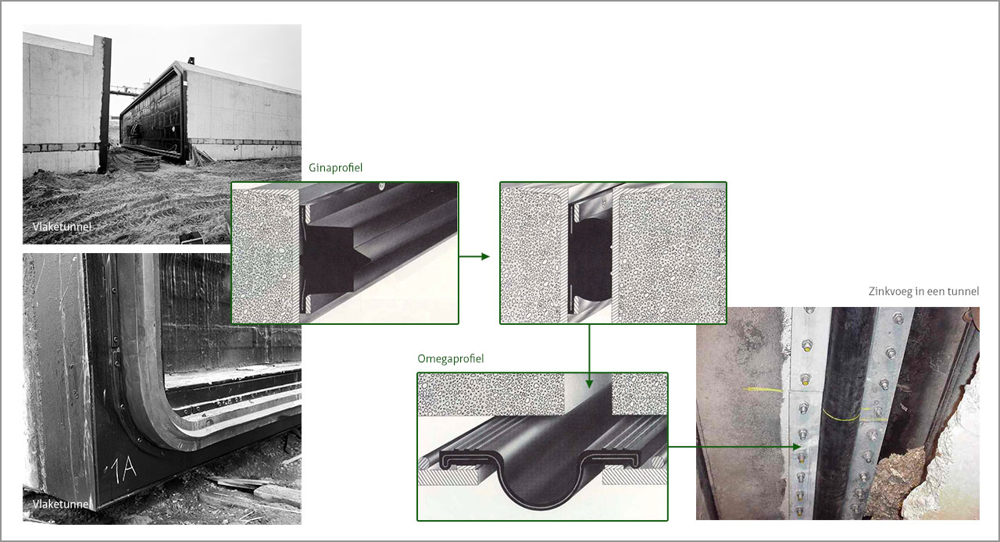 Vlaketunnel
Ginaprofiel
Vlaketunnel
1A
Omegaprofiel
Zinkvoeg in een tunnel